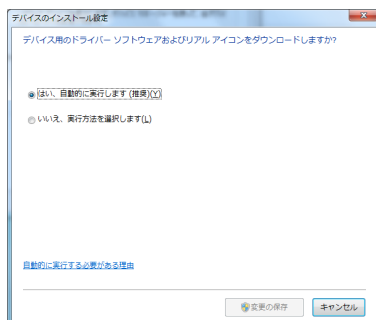 デバイスのインストール設定
デバイス用のドライバー ソフトウェアおよびリアル アイコンをダウンロードしますか?
はい、自動的に実行します (推奨)(Y)
いいえ、実行方法を選択します(L)
自動的に実行する必要がある理由
変更の保存
キャンセル